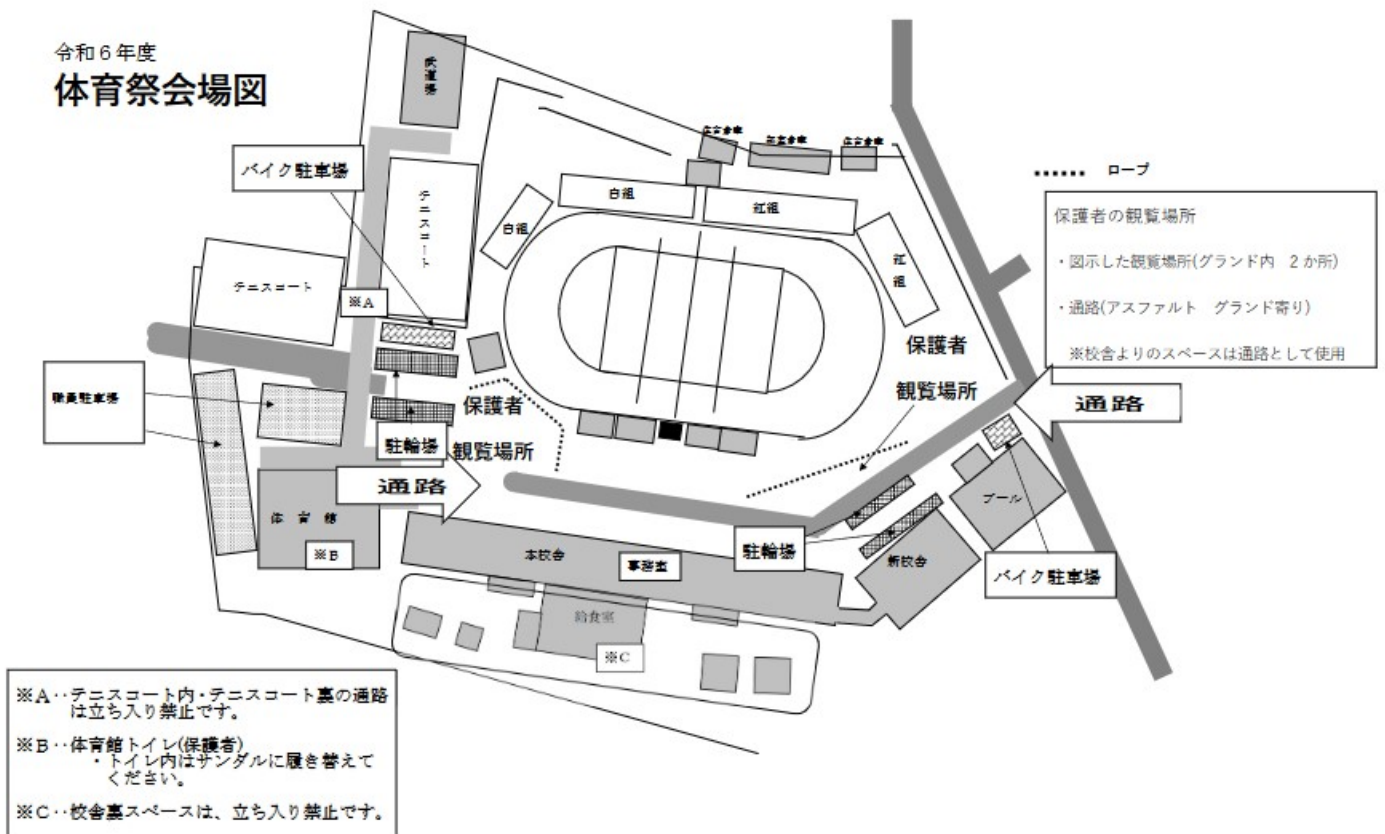 令和６年度
体育祭会場図
武道場
バイク駐車場
テニスコート
テニスコート
※A
職員駐車場
駐輪場
保護者
観覧場所
通路
体育館
※B
白組
白組
紅組
紅組
体育倉庫
体育倉庫
保護者
観覧場所
通路
本校舎
事務室
給食室
※C
駐輪場
新校舎
プール
バイク駐車場
ロープ
保護者の観覧場所
・図示した観覧場所(グランド内　２か所)
・通路(アスファルト　グランド寄り)
※校舎よりのスペースは通路として使用
※A‥テニスコート内・テニスコート裏の通路
は立ち入り禁止です。
※B‥体育館トイレ(保護者)
・トイレ内はサンダルに履き替えて
ください。
※C‥校舎裏スペースは、立ち入り禁止です。